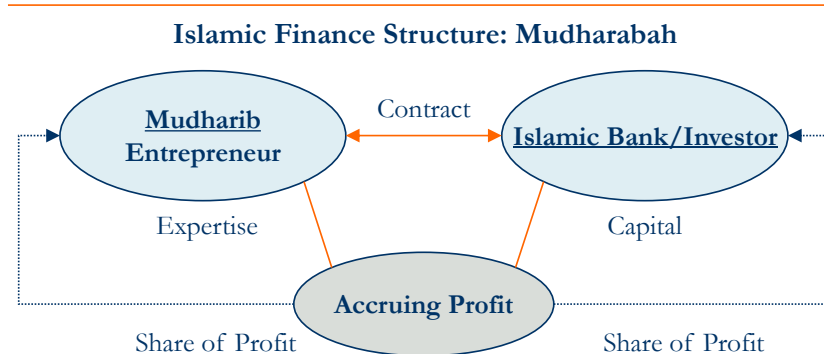 Islamic Finance Structure: Mudharabah
Contract
Mudharib
Entrepreneur
Islamic Bank/Investor
Expertise
Capital
Accruing Profit
Share of Profit
Share of Profit